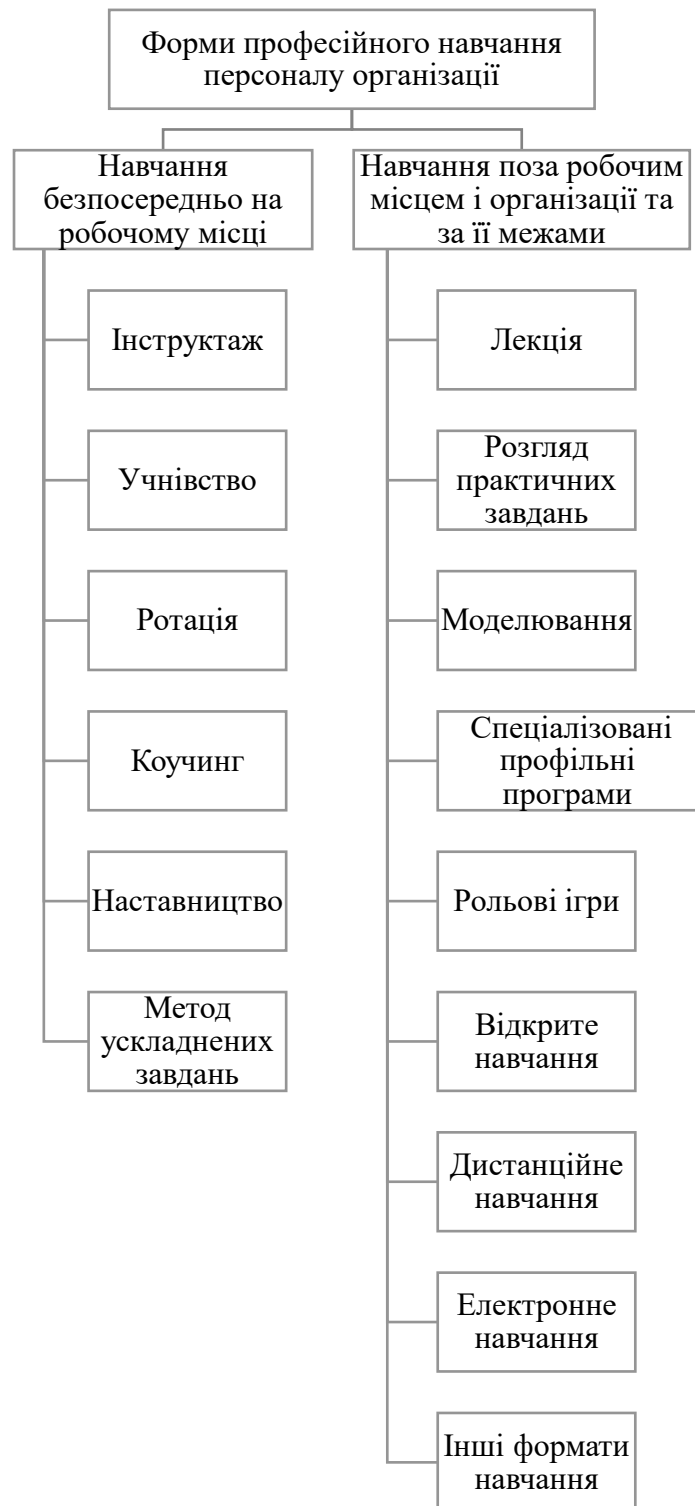 Форми професійного навчання
персоналу організації
Навчання
безпосередньо на
робочому місці
Інструктаж
Учнівство
Ротація
Коучинг
Наставництво
Метод
ускладнених
завдань
Навчання поза робочим
місцем і організації та
за її межами
Лекція
Розгляд
практичних
завдань
Моделювання
Спеціалізовані
профільні
програми
Рольові ігри
Відкрите
навчання
Дистанційне
навчання
Електронне
навчання
Інші формати
навчання